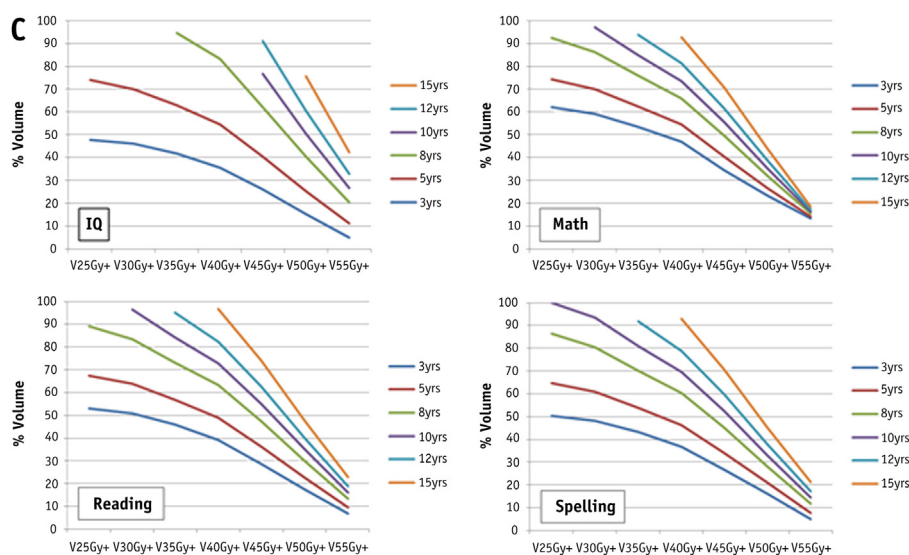 C
100
90
80
70
60
50
40
30
20
10
0
% Volume
IQ
V25Gy+ V30Gy+ V35Gy+ V40Gy+ V45Gy+ V50Gy+ V55Gy+
15yrs
12yrs
10yrs
8yrs
5yrs
3yrs
100
90
80
70
60
50
40
30
20
10
0
% Volume
Math
V25Gy+ V30Gy+ V35Gy+ V40Gy+ V45Gy+ V50Gy+ V55Gy+
3yrs
5yrs
8yrs
10yrs
12yrs
15yrs
100
90
80
70
60
50
40
30
20
10
0
% Volume
Reading
V25Gy+ V30Gy+ V35Gy+ V40Gy+ V45Gy+ V50Gy+ V55Gy+
3yrs
5yrs
8yrs
10yrs
12yrs
15yrs
100
90
80
70
60
50
40
30
20
10
0
% Volume
Spelling
V25Gy+ V30Gy+ V35Gy+ V40Gy+ V45Gy+ V50Gy+ V55Gy+
3yrs
5yrs
8yrs
10yrs
12yrs
15yrs